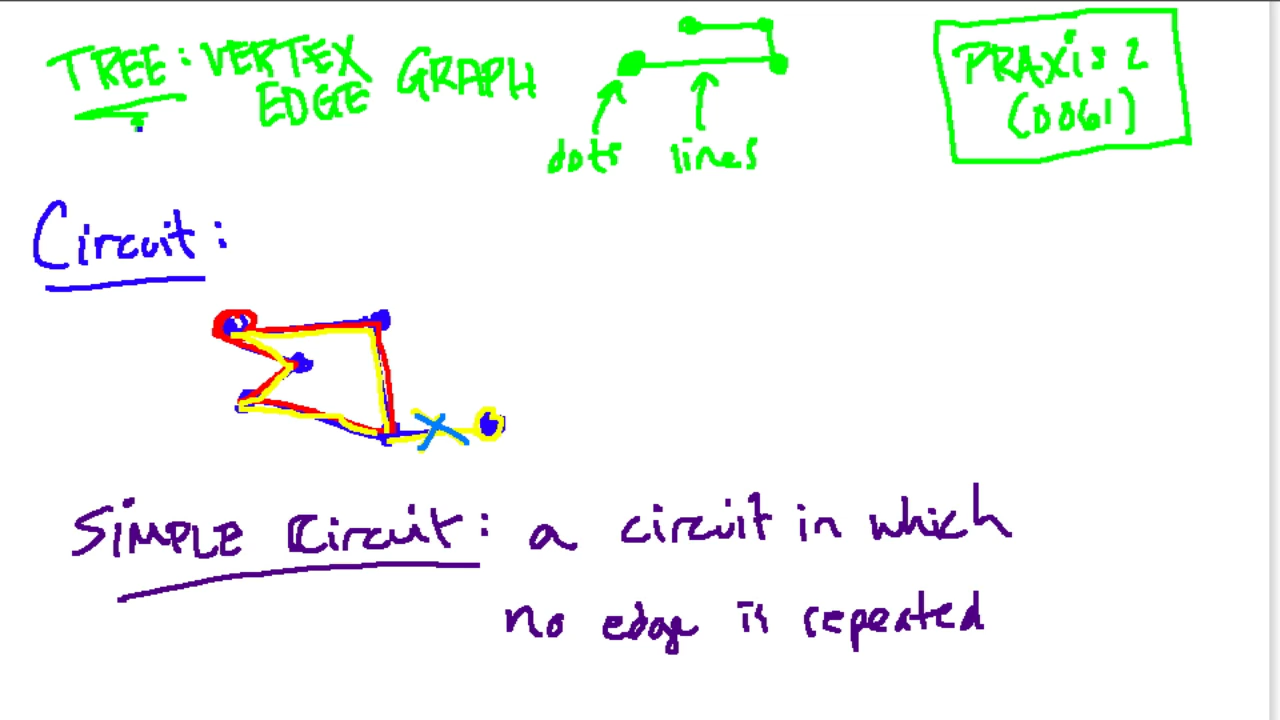 TREE: VERTEX
EDGE GRAPH
dots lines
PRAXIS 2
(0061)
Circuit:
SIMPLE Circuit: a circuit in which
no edge is repeated